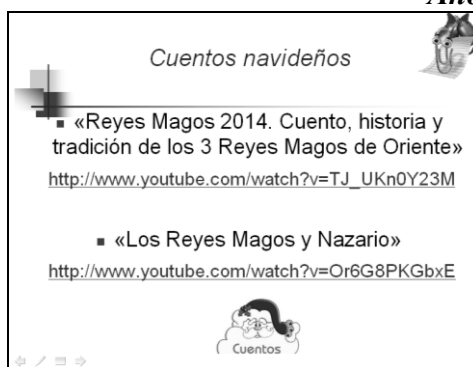 Cuentos navideños
«Reyes Magos 2014. Cuento, historia y
tradición de los 3 Reyes Magos de Oriente»
http://www.youtube.com/watch?v=TJ_UKn0Y23M
«Los Reyes Magos y Nazario»
http://www.youtube.com/watch?v=Or6G8PKGbxE
Cuentos